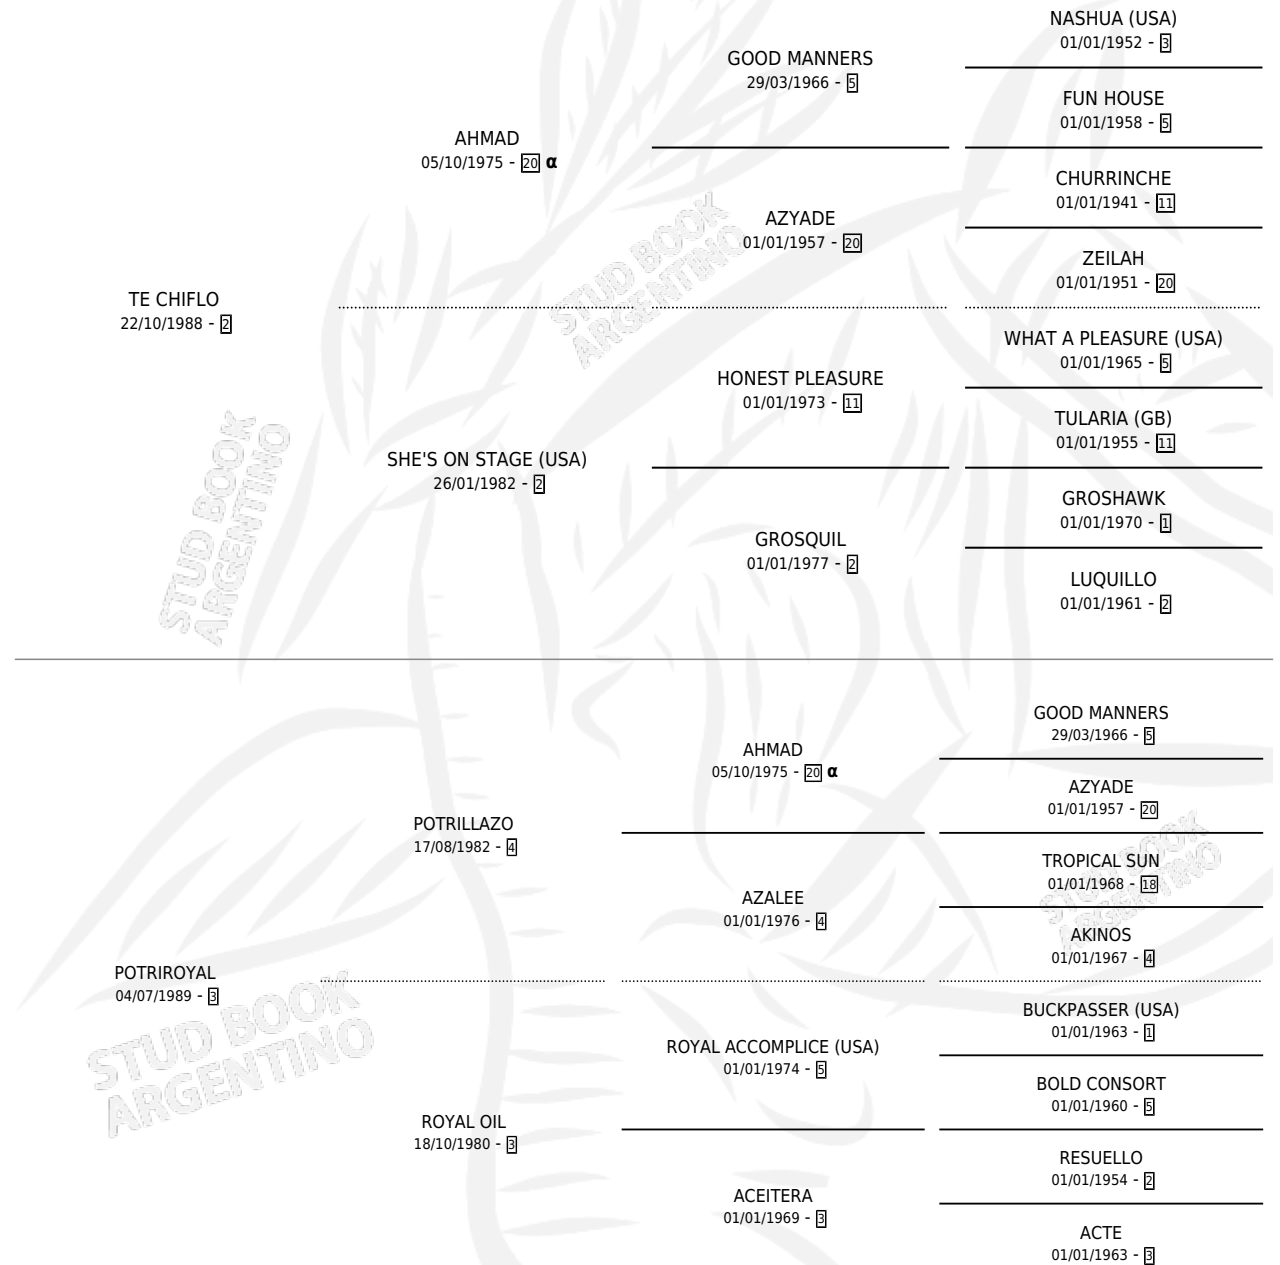 NASHUA (USA)
01/01/1952 - 3
GOOD MANNERS
29/03/1966 - 5
FUN HOUSE
01/01/1958 - 5
AHMAD
05/10/1975 - 20 α
CHURRINCHE
01/01/1941 - 11
AZYADE
01/01/1957 - 20
ZEILAH
01/01/1951 - 20
TE CHIFLO
22/10/1988 - 2
STUD BOOK
ARGENTINO
WHAT A PLEASURE (USA)
01/01/1965 - 5
HONEST PLEASURE
01/01/1973 - 11
TULARIA (GB)
01/01/1955 - 11
SHE'S ON STAGE (USA)
26/01/1982 - 2
GROSHAWK
01/01/1970 - 1
GROSQUIL
01/01/1977 - 2
LUQUILLO
01/01/1961 - 2
STUD BOOK
ARGENTINO
GOOD MANNERS
29/03/1966 - 5
AHMAD
05/10/1975 - 20 α
AZYADE
01/01/1957 - 20
POTRILLAZO
17/08/1982 - 4
TROPICAL SUN
01/01/1968 - 18
AZALEE
01/01/1976 - 4
AKINOS
01/01/1967 - 4
STUD BOOK
ARGENTINO
POTRIROYAL
04/07/1989 - 3
STUD BOOK
ARGENTINO
BUCKPASSER (USA)
01/01/1963 - 1
ROYAL ACCOMPLICE (USA)
01/01/1974 - 5
BOLD CONSORT
01/01/1960 - 5
ROYAL OIL
18/10/1980 - 3
RESUELLO
01/01/1954 - 2
ACEITERA
01/01/1969 - 3
ACTE
01/01/1963 - 3